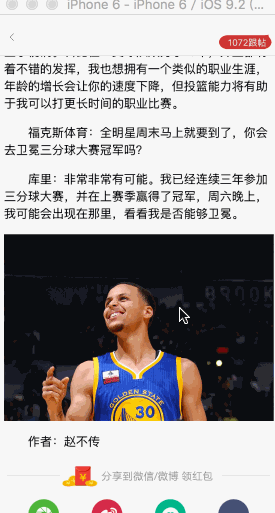 iPhone 6 - iPhone 6 / iOS 9.2 (...
1072跟帖
着不错的发挥，我也想拥有一个类似的职业生涯，
年龄的增长会让你的速度下降，但投篮能力将有助
于我可以打更长时间的职业比赛。
福克斯体育：全明星周末马上就要到了，你会
去卫冕三分球大赛冠军吗？
库里：非常非常有可能。我已经连续三年参加
三分球大赛，并在上赛季赢得了冠军，周六晚上，
我可能会出现在那里，看看我是否能够卫冕。
30
作者：赵不传
¥
分享到微信/微博 领红包